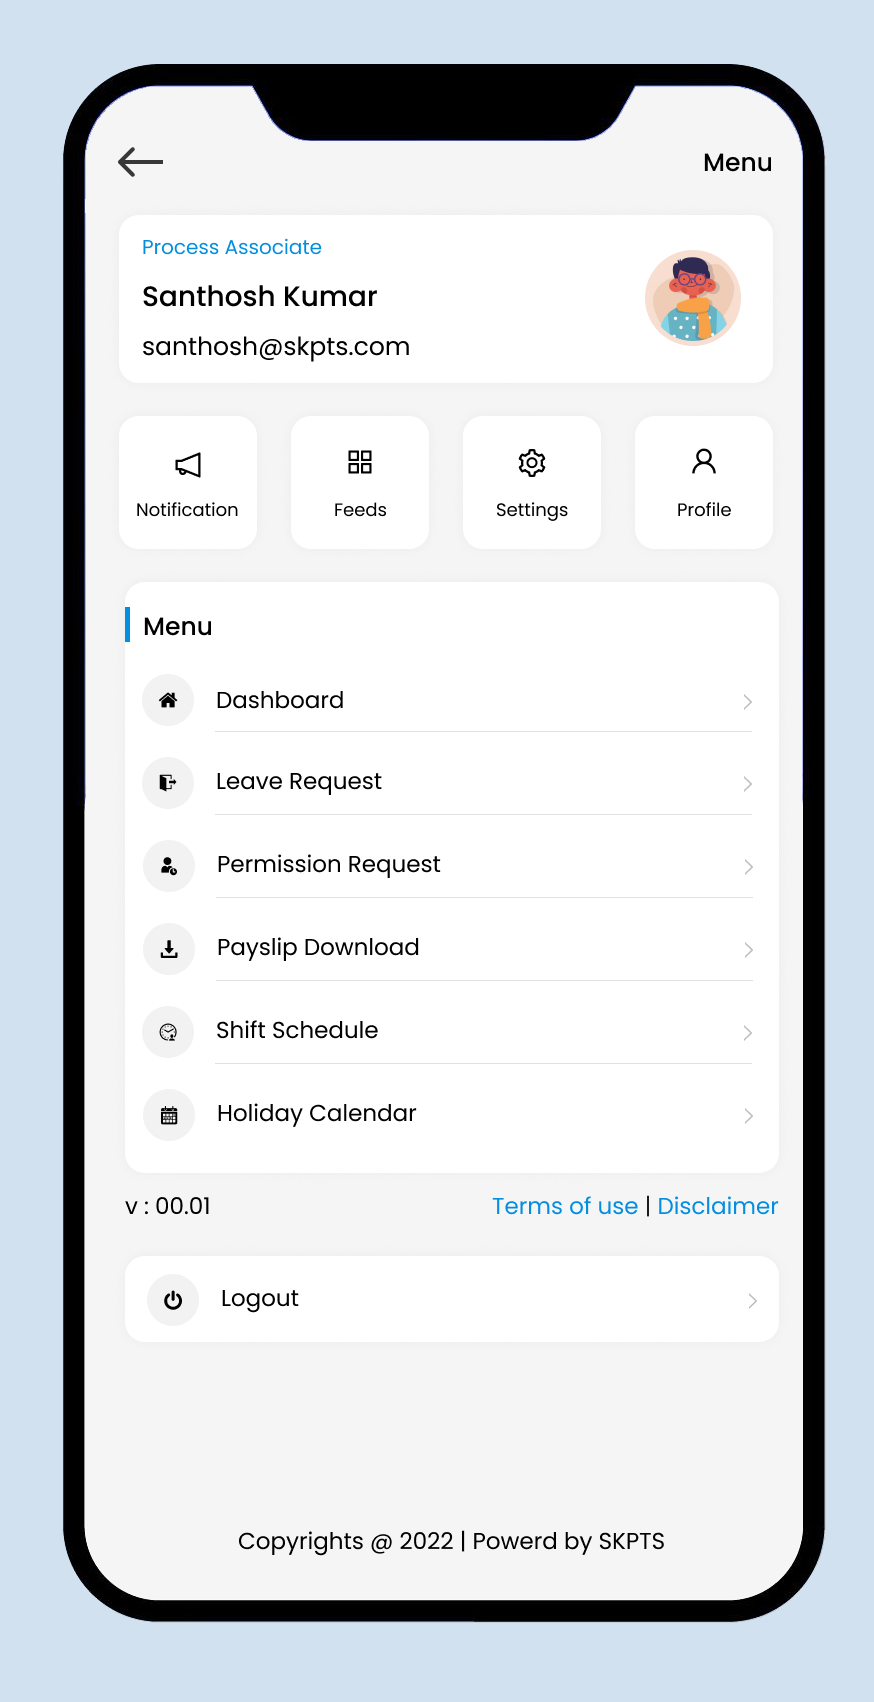 Menu
Process Associate
Santhosh Kumar
santhosh@skpts.com
Notification
Feeds
Settings
Profile
Menu
Dashboard
Leave Request
Permission Request
Payslip Download
Shift Schedule
Holiday Calendar
v : 00.01
Terms of use | Disclaimer
Logout
Copyrights @ 2022 | Powerd by SKPTS